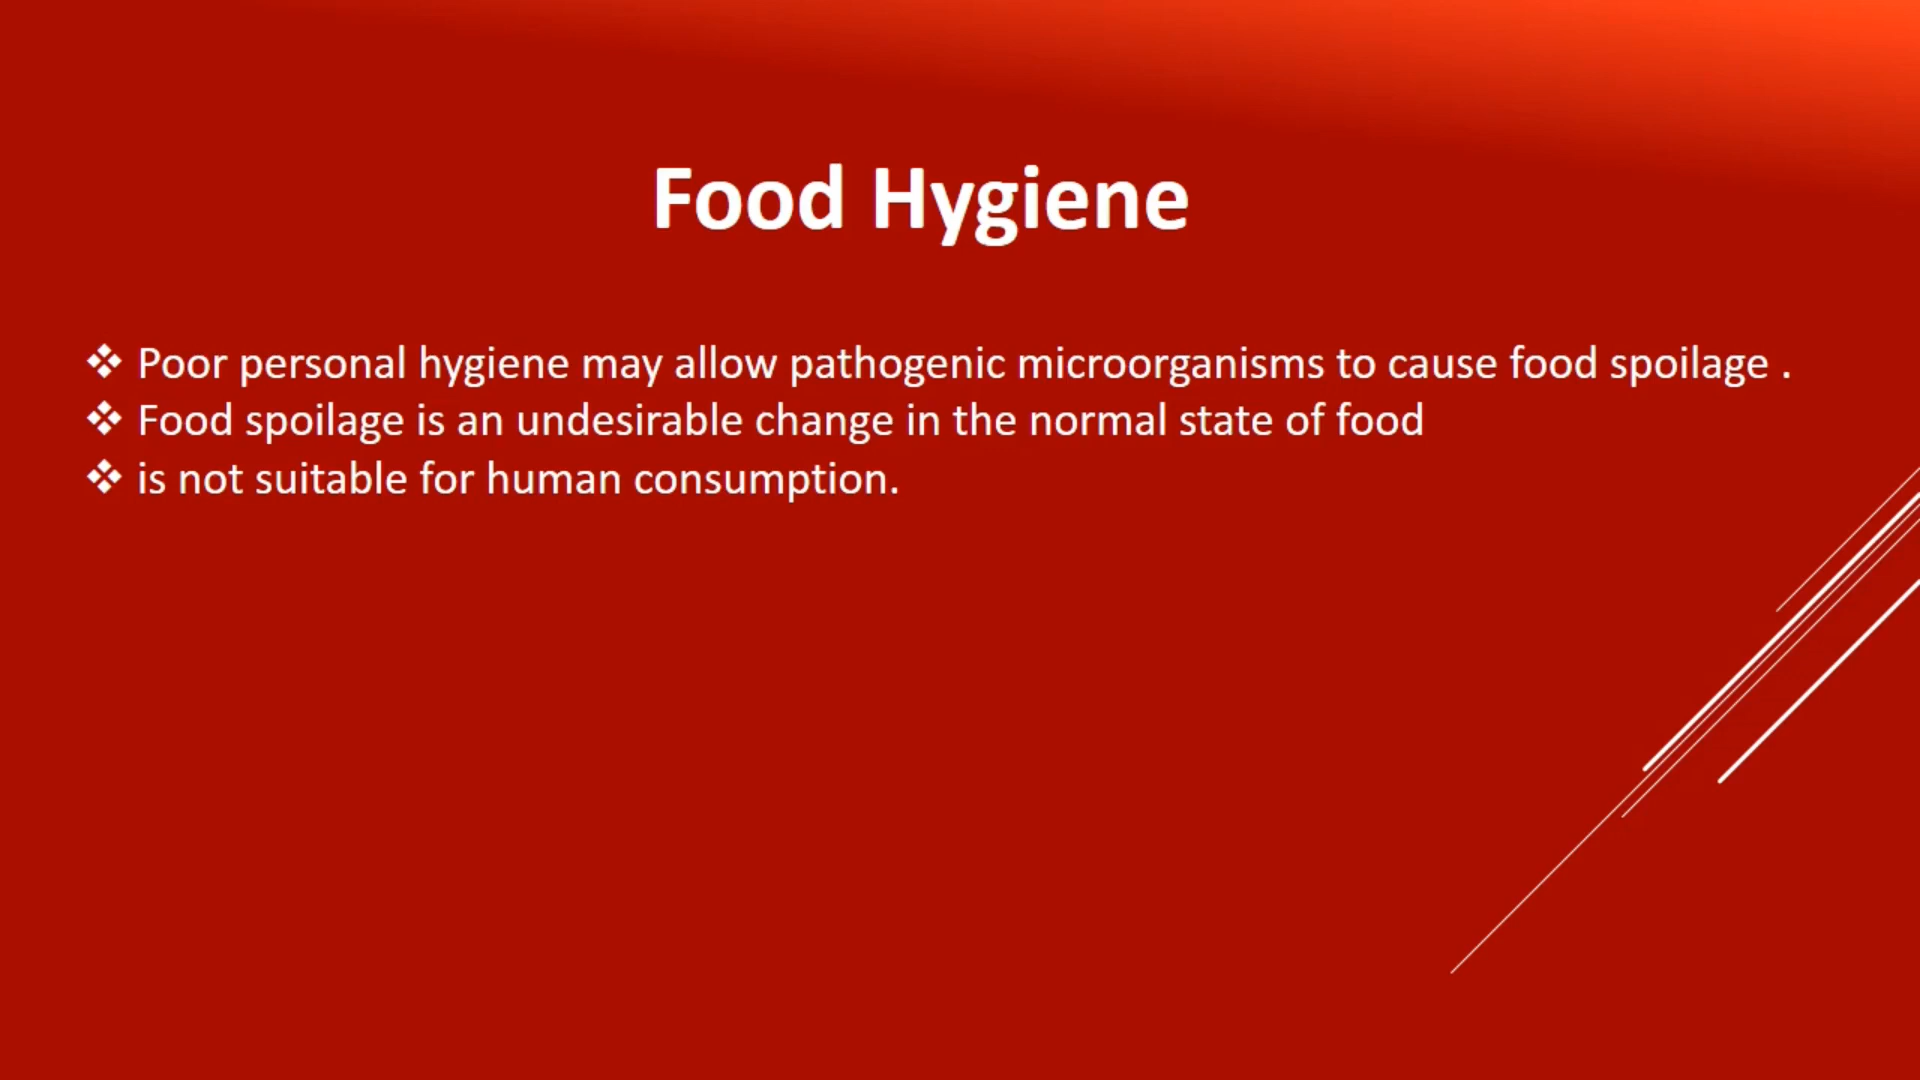 Food Hygiene
❖ Poor personal hygiene may allow pathogenic microorganisms to cause food spoilage .
❖ Food spoilage is an undesirable change in the normal state of food
❖ is not suitable for human consumption.